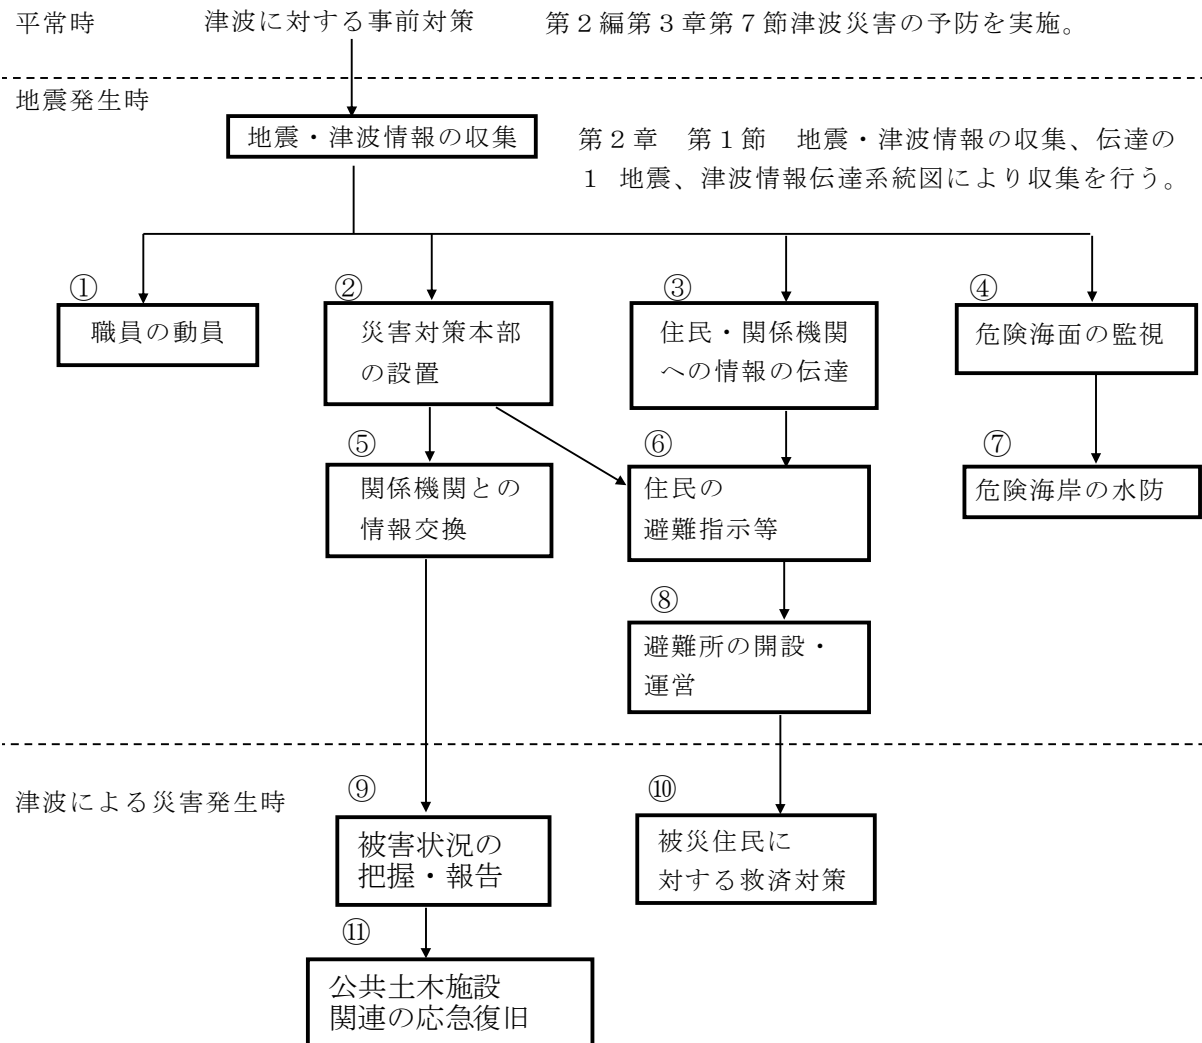 平常時
津波に対する事前対策
第２編第３章第７節津波災害の予防を実施。
地震発生時
地震・津波情報の収集
第２章　第１節　地震・津波情報の収集、伝達の
１　地震、津波情報伝達系統図により収集を行う。
①
職員の動員
②
災害対策本部
の設置
③
住民・関係機関
への情報の伝達
④
危険海面の監視
⑤
関係機関との
情報交換
⑥
住民の
避難指示等
⑦
危険海岸の水防
⑧
避難所の開設・
運営
津波による災害発生時
⑨
被害状況の
把握・報告
⑩
被災住民に
対する救済対策
⑪
公共土木施設
関連の応急復旧